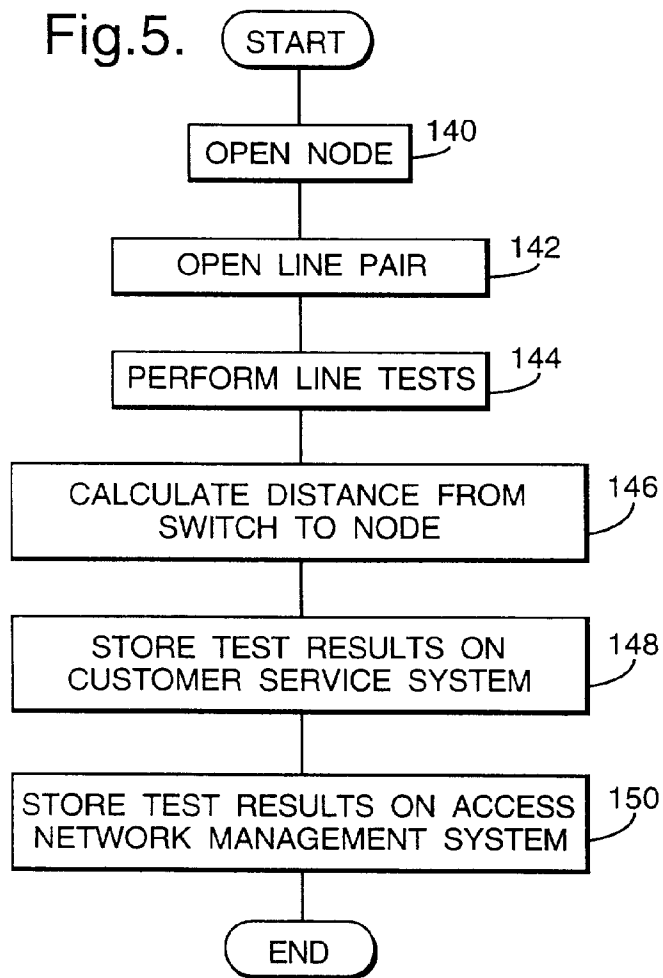 Fig.5.
START
140
OPEN NODE
142
OPEN LINE PAIR
144
PERFORM LINE TESTS
146
CALCULATE DISTANCE FROM
SWITCH TO NODE
148
STORE TEST RESULTS ON
CUSTOMER SERVICE SYSTEM
150
STORE TEST RESULTS ON ACCESS
NETWORK MANAGEMENT SYSTEM
END